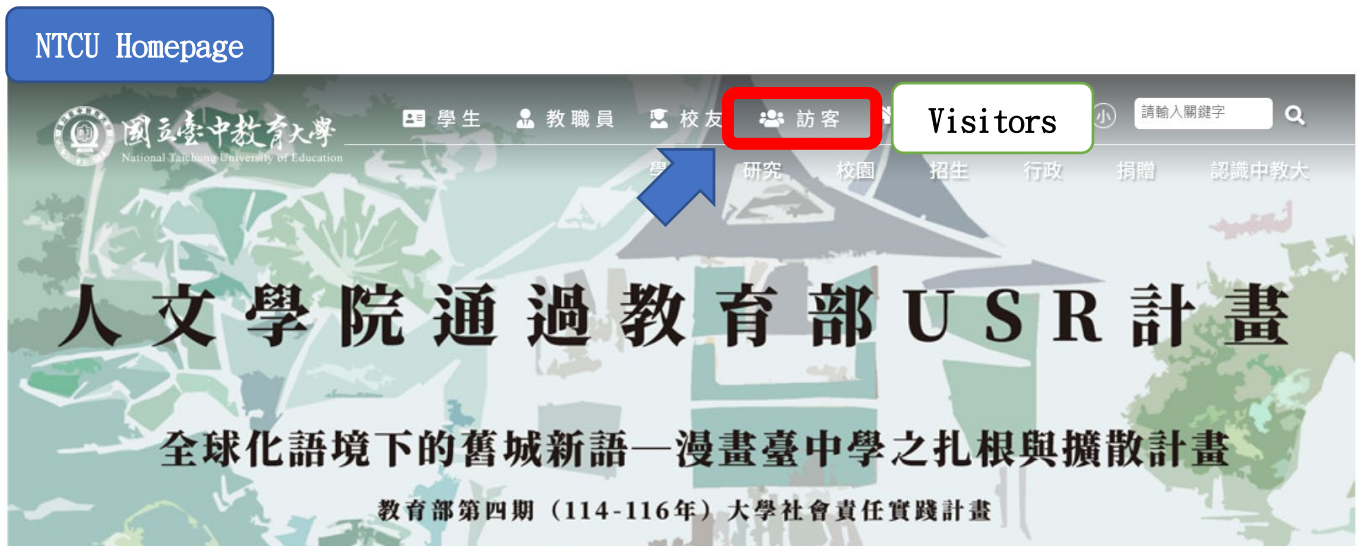 NTCU Homepage
國立臺中教育大學
National Taichung University of Education
學生 教職員 校友 訪客 Visitors 小 請輸入關鍵字
研究 校園 招生 行政 捐贈 認識中教大
人文學院通過教育部USR計畫
全球化語境下的舊城新語—漫畫臺中學之扎根與擴散計畫
教育部第四期（114-116年）大學社會責任實踐計畫